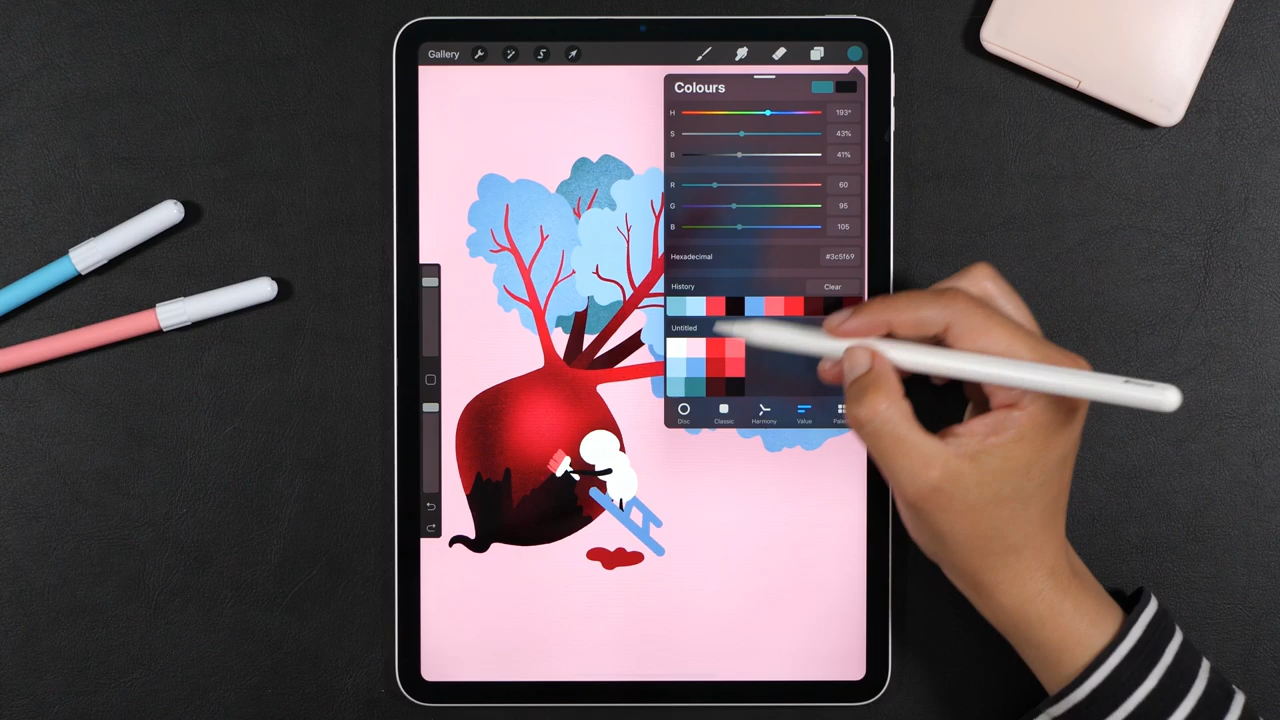 Gallery
Colours
H 193°
S 43%
B 41%
R 60
G 95
B 105
Hexadecimal #3c5f69
History Clear
Untitled
Disc Classic Harmony Value